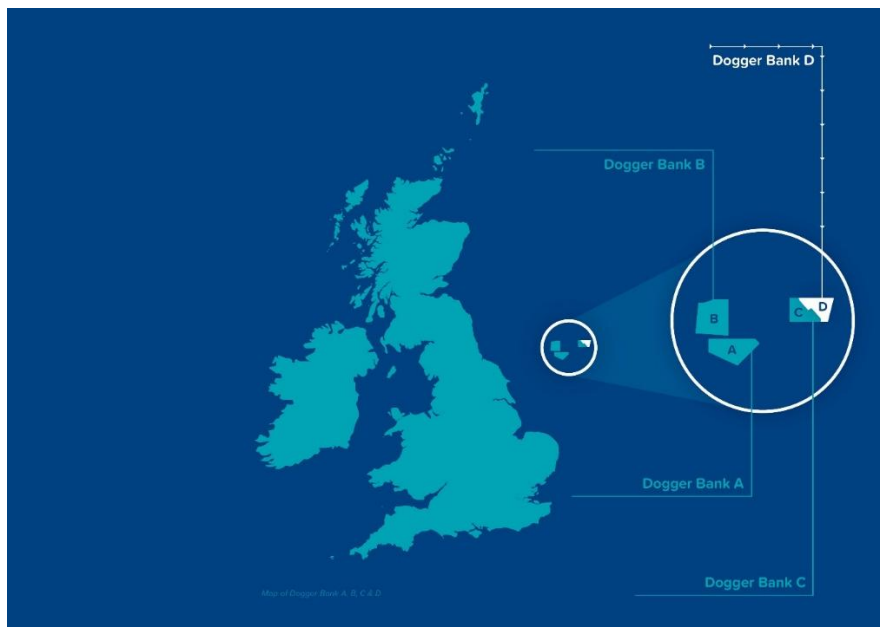 Dogger Bank D
Dogger Bank B
D
C
B
A
Dogger Bank A
Dogger Bank C
Map of Dogger Bank A, B, C & D